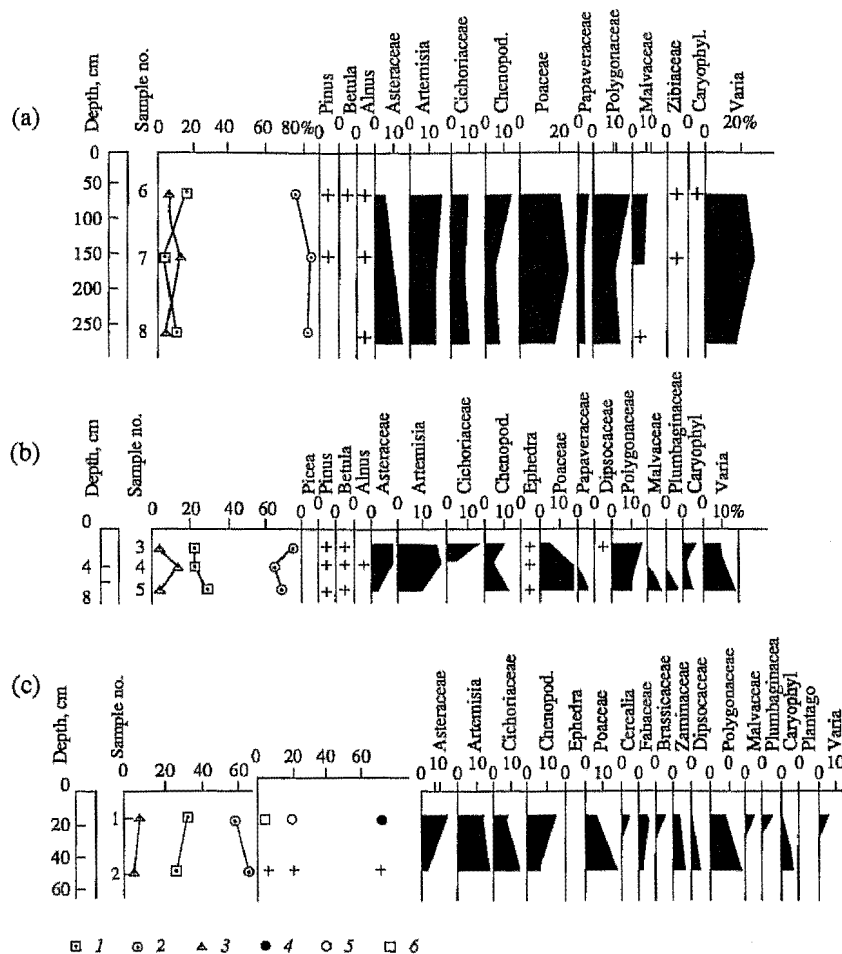 (a)
Depth, cm
Sample no.
Pinus
Betula
Alnus
Asteraceae
Artemisia
Cichoriaceae
Chenopod.
Poaceae
Papaveraceae
Polygonaceae
Malvaceae
Zibiaceae
Caryophyl.
Varia
0 20 40 60 80%
0 0 0 0 10 0 10 0 10 0 10 0 20 0 0 10 0 10 0 0 0 20%
0
50
100
150
200
250
6
7
8
+ + + + +
+ + +
+ +
(b)
Depth, cm
Sample no.
Picea
Pinus
Betula
Alnus
Asteraceae
Artemisia
Cichoriaceae
Chenopod.
Ephedra
Poaceae
Papaveraceae
Dipsocaceae
Polygonaceae
Malvaceae
Plumbaginaceae
Caryophyl
Varia
0 20 40 60 80%
0 0 0 0 0 0 10 0 10 0 10 0 0 10 0 0 0 10 0 0 0 0 10%
0
4
8
3
4
5
+ + + +
+ + + +
+ + +
(c)
Depth, cm
Sample no.
Asteraceae
Artemisia
Cichoriaceae
Chenopod.
Ephedra
Poaceae
Cerealia
Fabaceae
Brassicaceae
Zaminaceae
Dipsocaceae
Polygonaceae
Malvaceae
Plumbaginacea
Caryophyl
Plantago
Varia
0 20 40 60 0 20 40 60
0 10 0 10 0 10 0 10 0 0 10 0 0 0 0 0 0 10 0 0 0 0 0 10
0
20
40
60
1
2
+ + +
1 2 3 4 5 6